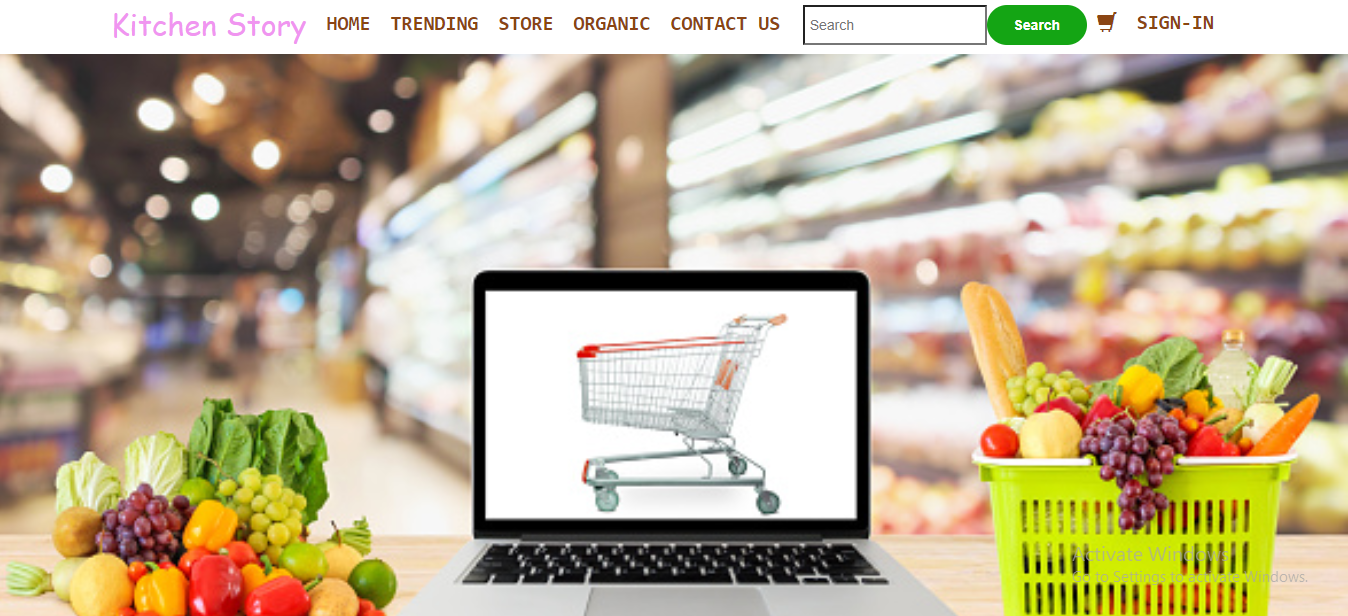 Kitchen Story HOME TRENDING STORE ORGANIC CONTACT US Search Search SIGN-IN
Activate Windows
Go to Settings to activate Windows.